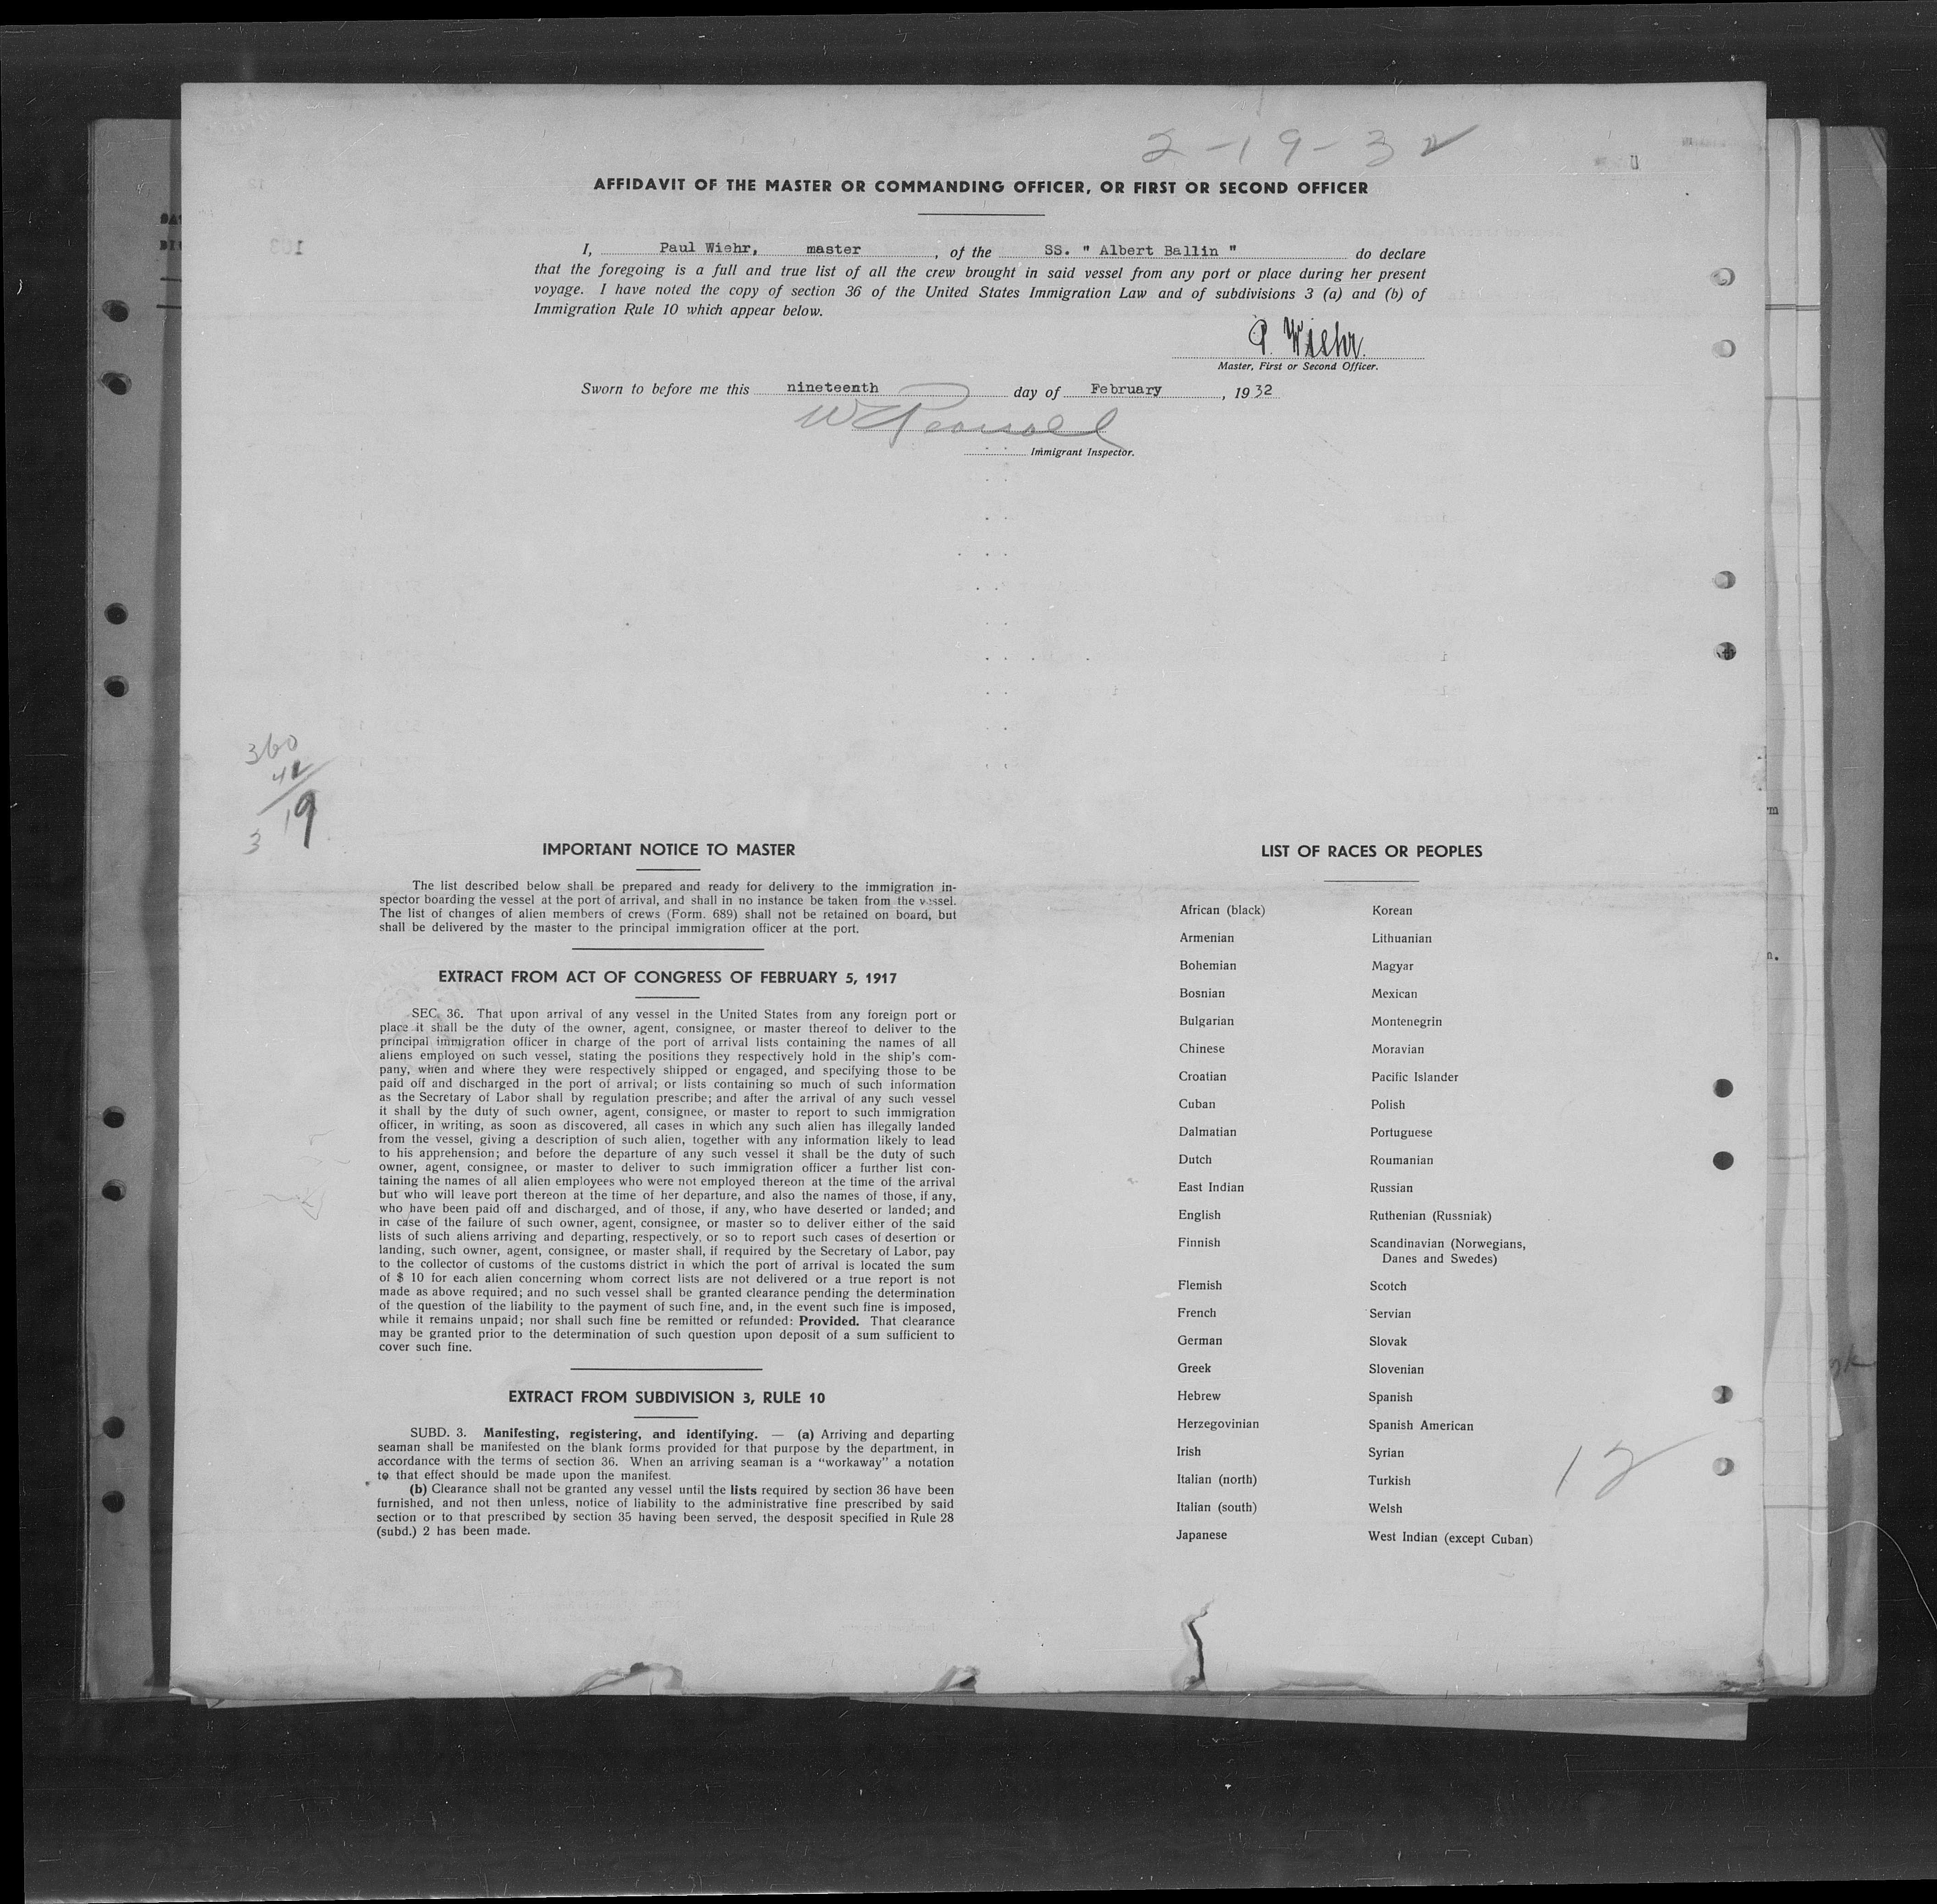 2-19-32
AFFIDAVIT OF THE MASTER OR COMMANDING OFFICER, OR FIRST OR SECOND OFFICER
I, Paul Wiehr, master, of the SS. " Albert Ballin " do declare
that the foregoing is a full and true list of all the crew brought in said vessel from any port or place during her present
voyage. I have noted the copy of section 36 of the United States Immigration Law and of subdivisions 3 (a) and (b) of
Immigration Rule 10 which appear below.
P. Wiehr.
Master, First or Second Officer.
Sworn to before me this nineteenth day of February, 1932
Immigrant Inspector.
360
41
19
3
IMPORTANT NOTICE TO MASTER
The list described below shall be prepared and ready for delivery to the immigration in-
spector boarding the vessel at the port of arrival, and shall in no instance be taken from the vessel.
The list of changes of alien members of crews (Form. 689) shall not be retained on board, but
shall be delivered by the master to the principal immigration officer at the port.
EXTRACT FROM ACT OF CONGRESS OF FEBRUARY 5, 1917
SEC. 36. That upon arrival of any vessel in the United States from any foreign port or
place it shall be the duty of the owner, agent, consignee, or master thereof to deliver to the
principal immigration officer in charge of the port of arrival lists containing the names of all
aliens employed on such vessel, stating the positions they respectively hold in the ship's com-
pany, when and where they were respectively shipped or engaged, and specifying those to be
paid off and discharged in the port of arrival; or lists containing so much of such information
as the Secretary of Labor shall by regulation prescribe; and after the arrival of any such vessel
it shall by the duty of such owner, agent, consignee, or master to report to such immigration
officer, in writing, as soon as discovered, all cases in which any such alien has illegally landed
from the vessel, giving a description of such alien, together with any information likely to lead
to his apprehension; and before the departure of any such vessel it shall be the duty of such
owner, agent, consignee, or master to deliver to such immigration officer a further list con-
taining the names of all alien employees who were not employed thereon at the time of the arrival
but who will leave port thereon at the time of her departure, and also the names of those, if any,
who have been paid off and discharged, and of those, if any, who have deserted or landed; and
in case of the failure of such owner, agent, consignee, or master so to deliver either of the said
lists of such aliens arriving and departing, respectively, or so to report such cases of desertion or
landing, such owner, agent, consignee, or master shall, if required by the Secretary of Labor, pay
to the collector of customs of the customs district in which the port of arrival is located the sum
of $ 10 for each alien concerning whom correct lists are not delivered or a true report is not
made as above required; and no such vessel shall be granted clearance pending the determination
of the question of the liability to the payment of such fine, and, in the event such fine is imposed,
while it remains unpaid; nor shall such fine be remitted or refunded: Provided. That clearance
may be granted prior to the determination of such question upon deposit of a sum sufficient to
cover such fine.
EXTRACT FROM SUBDIVISION 3, RULE 10
SUBD. 3. Manifesting, registering, and identifying. — (a) Arriving and departing
seaman shall be manifested on the blank forms provided for that purpose by the department, in
accordance with the terms of section 36. When an arriving seaman is a "workaway" a notation
to that effect should be made upon the manifest.
(b) Clearance shall not be granted any vessel until the lists required by section 36 have been
furnished, and not then unless, notice of liability to the administrative fine prescribed by said
section or to that prescribed by section 35 having been served, the desposit specified in Rule 28
(subd.) 2 has been made.
LIST OF RACES OR PEOPLES
African (black)
Armenian
Bohemian
Bosnian
Bulgarian
Chinese
Croatian
Cuban
Dalmatian
Dutch
East Indian
English
Finnish
Flemish
French
German
Greek
Hebrew
Herzegovinian
Irish
Italian (north)
Italian (south)
Japanese
Korean
Lithuanian
Magyar
Mexican
Montenegrin
Moravian
Pacific Islander
Polish
Portuguese
Roumanian
Russian
Ruthenian (Russniak)
Scandinavian (Norwegians,
Danes and Swedes)
Scotch
Servian
Slovak
Slovenian
Spanish
Spanish American
Syrian
Turkish
Welsh
West Indian (except Cuban)
12